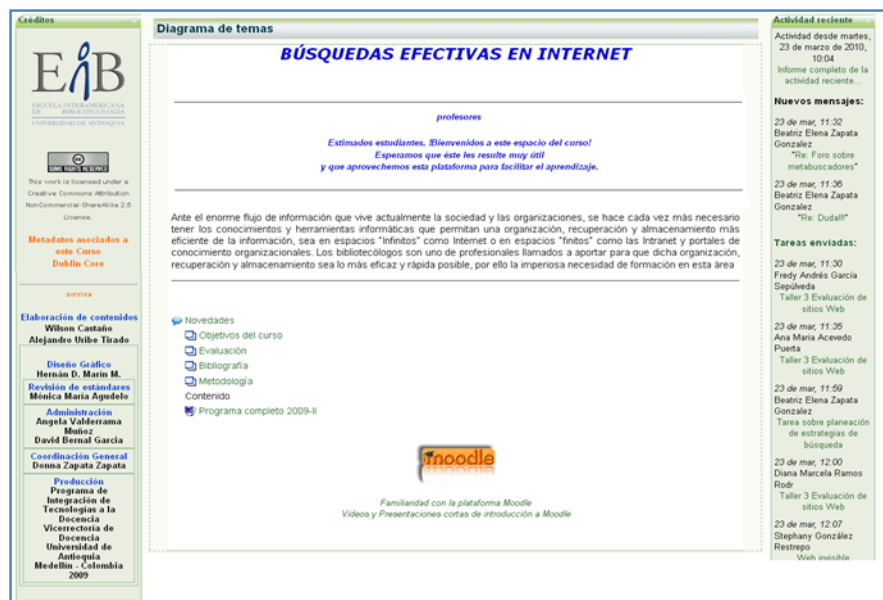 Créditos
EIB
ESCUELA INTERAMERICANA
DE BIBLIOTECOLOGÍA
UNIVERSIDAD DE ANTIOQUIA
cc
SOME RIGHTS RESERVED
This work is licensed under a
Creative Commons Attribution
NonCommercial-ShareAlike 2.5
License.
Metadatos asociados a
este Curso
Dublin Core
Elaboración de contenidos
Wilson Castaño
Alejandro Uribe Tirado
Diseño Gráfico
Hernán D. Marín M.
Revisión de estándares
Mónica María Agudelo
Administración
Angela Valderrama
Muñoz
David Bernal García
Coordinación General
Donna Zapata Zapata
Producción
Programa de
Integración de
Tecnologías a la
Docencia
Vicerrectoría de
Docencia
Universidad de
Antioquia
Medellín - Colombia
2009
Diagrama de temas
BÚSQUEDAS EFECTIVAS EN INTERNET
profesores
Estimados estudiantes, !Bienvenidos a este espacio del curso!
Esperamos que éste les resulte muy útil
y que aprovechemos esta plataforma para facilitar el aprendizaje.
Ante el enorme flujo de información que vive actualmente la sociedad y las organizaciones, se hace cada vez más necesario
tener los conocimientos y herramientas informáticas que permitan una organización, recuperación y almacenamiento más
eficiente de la información, sea en espacios "Infinitos" como Internet o en espacios "finitos" como las Intranet y portales de
conocimiento organizacionales. Los bibliotecólogos son uno de profesionales llamados a aportar para que dicha organización,
recuperación y almacenamiento sea lo más eficaz y rápida posible, por ello la imperiosa necesidad de formación en esta área
Novedades
Objetivos del curso
Evaluación
Bibliografía
Metodología
Contenido
Programa completo 2009-II
moodle
Familiaridad con la plataforma Moodle
Videos y Presentaciones cortas de introducción a Moodle
Actividad reciente
Actividad desde martes,
23 de marzo de 2010,
10:04
Informe completo de la
actividad reciente...
Nuevos mensajes:
23 de mar, 11:32
Beatriz Elena Zapata
Gonzalez
"Re: Foro sobre
metabuscadores"
23 de mar, 11:36
Beatriz Elena Zapata
Gonzalez
"Re: Duda!!!"
Tareas enviadas:
23 de mar, 11:30
Fredy Andrés García
Sepúlveda
Taller 3 Evaluación de
sitios Web
23 de mar, 11:35
Ana Maria Acevedo
Puerta
Taller 3 Evaluación de
sitios Web
23 de mar, 11:59
Beatriz Elena Zapata
Gonzalez
Tarea sobre planeación
de estrategias de
búsqueda
23 de mar, 12:00
Diana Marcela Ramos
Rodr
Taller 3 Evaluación de
sitios Web
23 de mar, 12:07
Stephany González
Restrepo
Web invisible